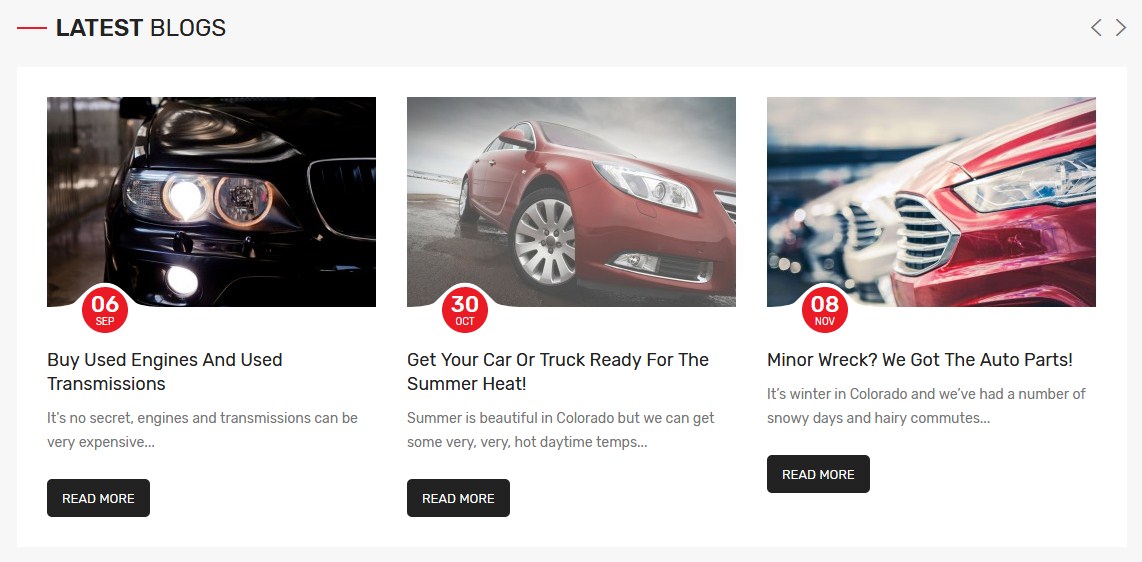 LATEST BLOGS
06
SEP
Buy Used Engines And Used
Transmissions
It's no secret, engines and transmissions can be
very expensive...
READ MORE
30
OCT
Get Your Car Or Truck Ready For The
Summer Heat!
Summer is beautiful in Colorado but we can get
some very, very, hot daytime temps...
READ MORE
08
NOV
Minor Wreck? We Got The Auto Parts!
It's winter in Colorado and we've had a number of
snowy days and hairy commutes...
READ MORE